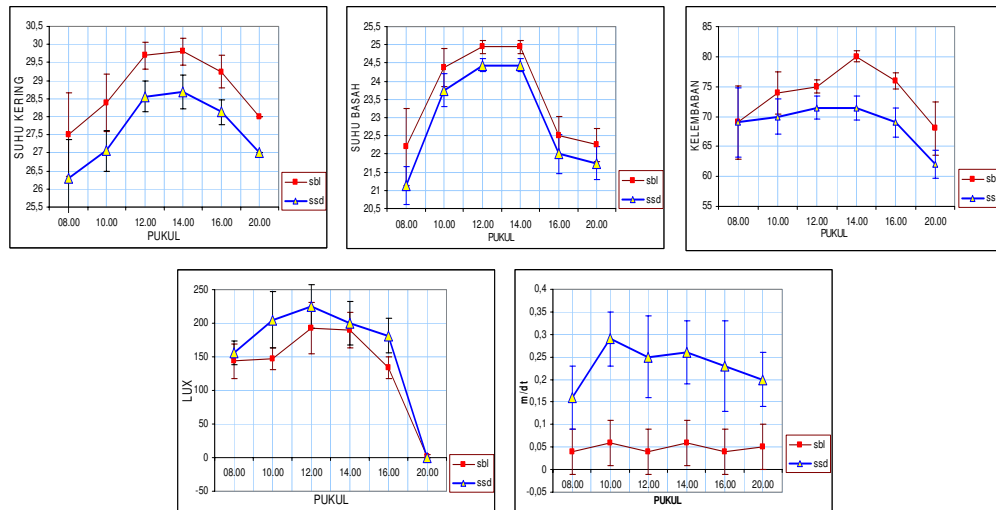 SUHU KERING
30,5
30
29,5
29
28,5
28
27,5
27
26,5
26
25,5
08.00 10.00 12.00 14.00 16.00 20.00
PUKUL
sbl
ssd
SUHU BASAH
25,5
25
24,5
24
23,5
23
22,5
22
21,5
21
20,5
08.00 10.00 12.00 14.00 16.00 20.00
PUKUL
sbl
ssd
KELEMBABAN
85
80
75
70
65
60
55
08.00 10.00 12.00 14.00 16.00 20.00
PUKUL
sbl
ssd
LUX
250
200
150
100
50
0
-50
08.00 10.00 12.00 14.00 16.00 20.00
PUKUL
sbl
ssd
m/dt
0,4
0,35
0,3
0,25
0,2
0,15
0,1
0,05
0
-0,05
08.00 10.00 12.00 14.00 16.00 20.00
PUKUL
sbl
ssd